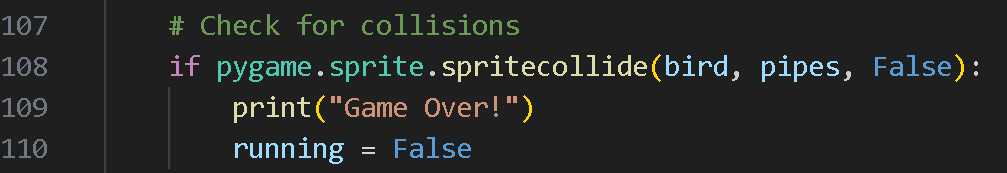 107 # Check for collisions
108 if pygame.sprite.spritecollide(bird, pipes, False):
109 print("Game Over!")
110 running = False